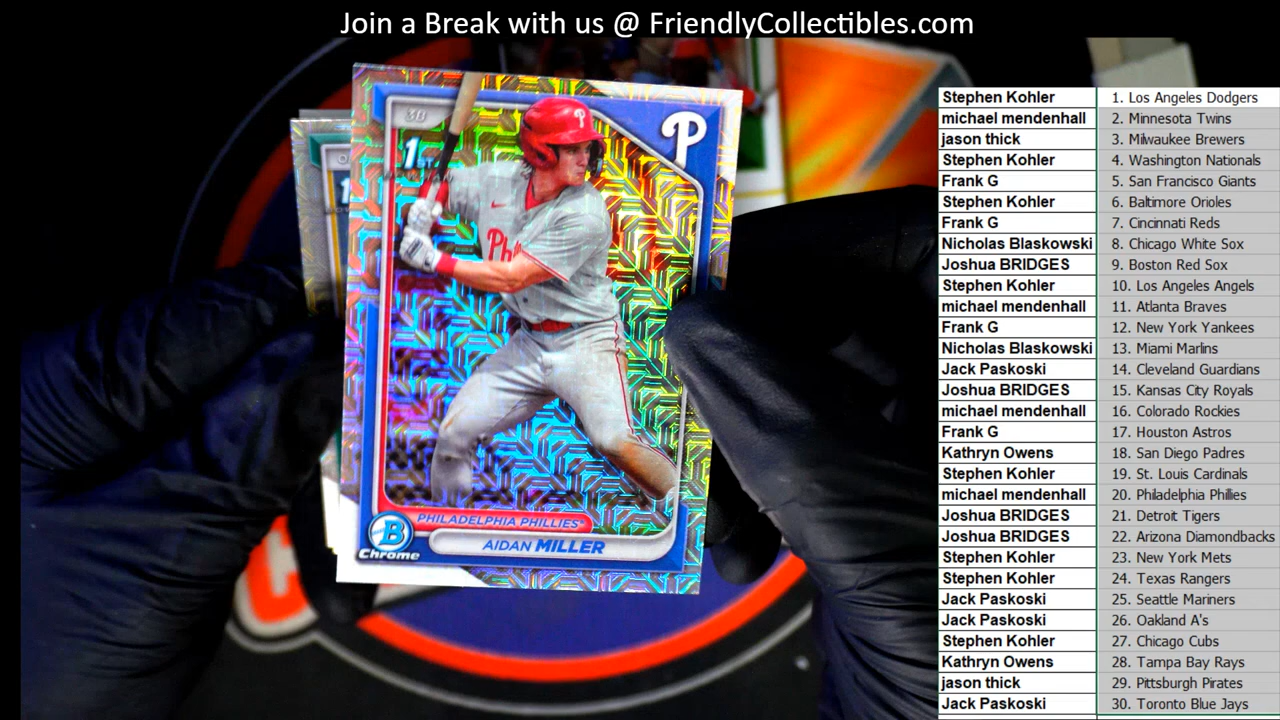 Join a Break with us @ FriendlyCollectibles.com
1ST
Phi
PHILADELPHIA PHILLIES
AIDAN MILLER
B
Chrome
P
Stephen Kohler 1. Los Angeles Dodgers
michael mendenhall 2. Minnesota Twins
jason thick 3. Milwaukee Brewers
Stephen Kohler 4. Washington Nationals
Frank G 5. San Francisco Giants
Stephen Kohler 6. Baltimore Orioles
Frank G 7. Cincinnati Reds
Nicholas Blaskowski 8. Chicago White Sox
Joshua BRIDGES 9. Boston Red Sox
Stephen Kohler 10. Los Angeles Angels
michael mendenhall 11. Atlanta Braves
Frank G 12. New York Yankees
Nicholas Blaskowski 13. Miami Marlins
Jack Paskoski 14. Cleveland Guardians
Joshua BRIDGES 15. Kansas City Royals
michael mendenhall 16. Colorado Rockies
Frank G 17. Houston Astros
Kathryn Owens 18. San Diego Padres
Stephen Kohler 19. St. Louis Cardinals
michael mendenhall 20. Philadelphia Phillies
Joshua BRIDGES 21. Detroit Tigers
Joshua BRIDGES 22. Arizona Diamondbacks
Stephen Kohler 23. New York Mets
Stephen Kohler 24. Texas Rangers
Jack Paskoski 25. Seattle Mariners
Jack Paskoski 26. Oakland A's
Stephen Kohler 27. Chicago Cubs
Kathryn Owens 28. Tampa Bay Rays
jason thick 29. Pittsburgh Pirates
Jack Paskoski 30. Toronto Blue Jays